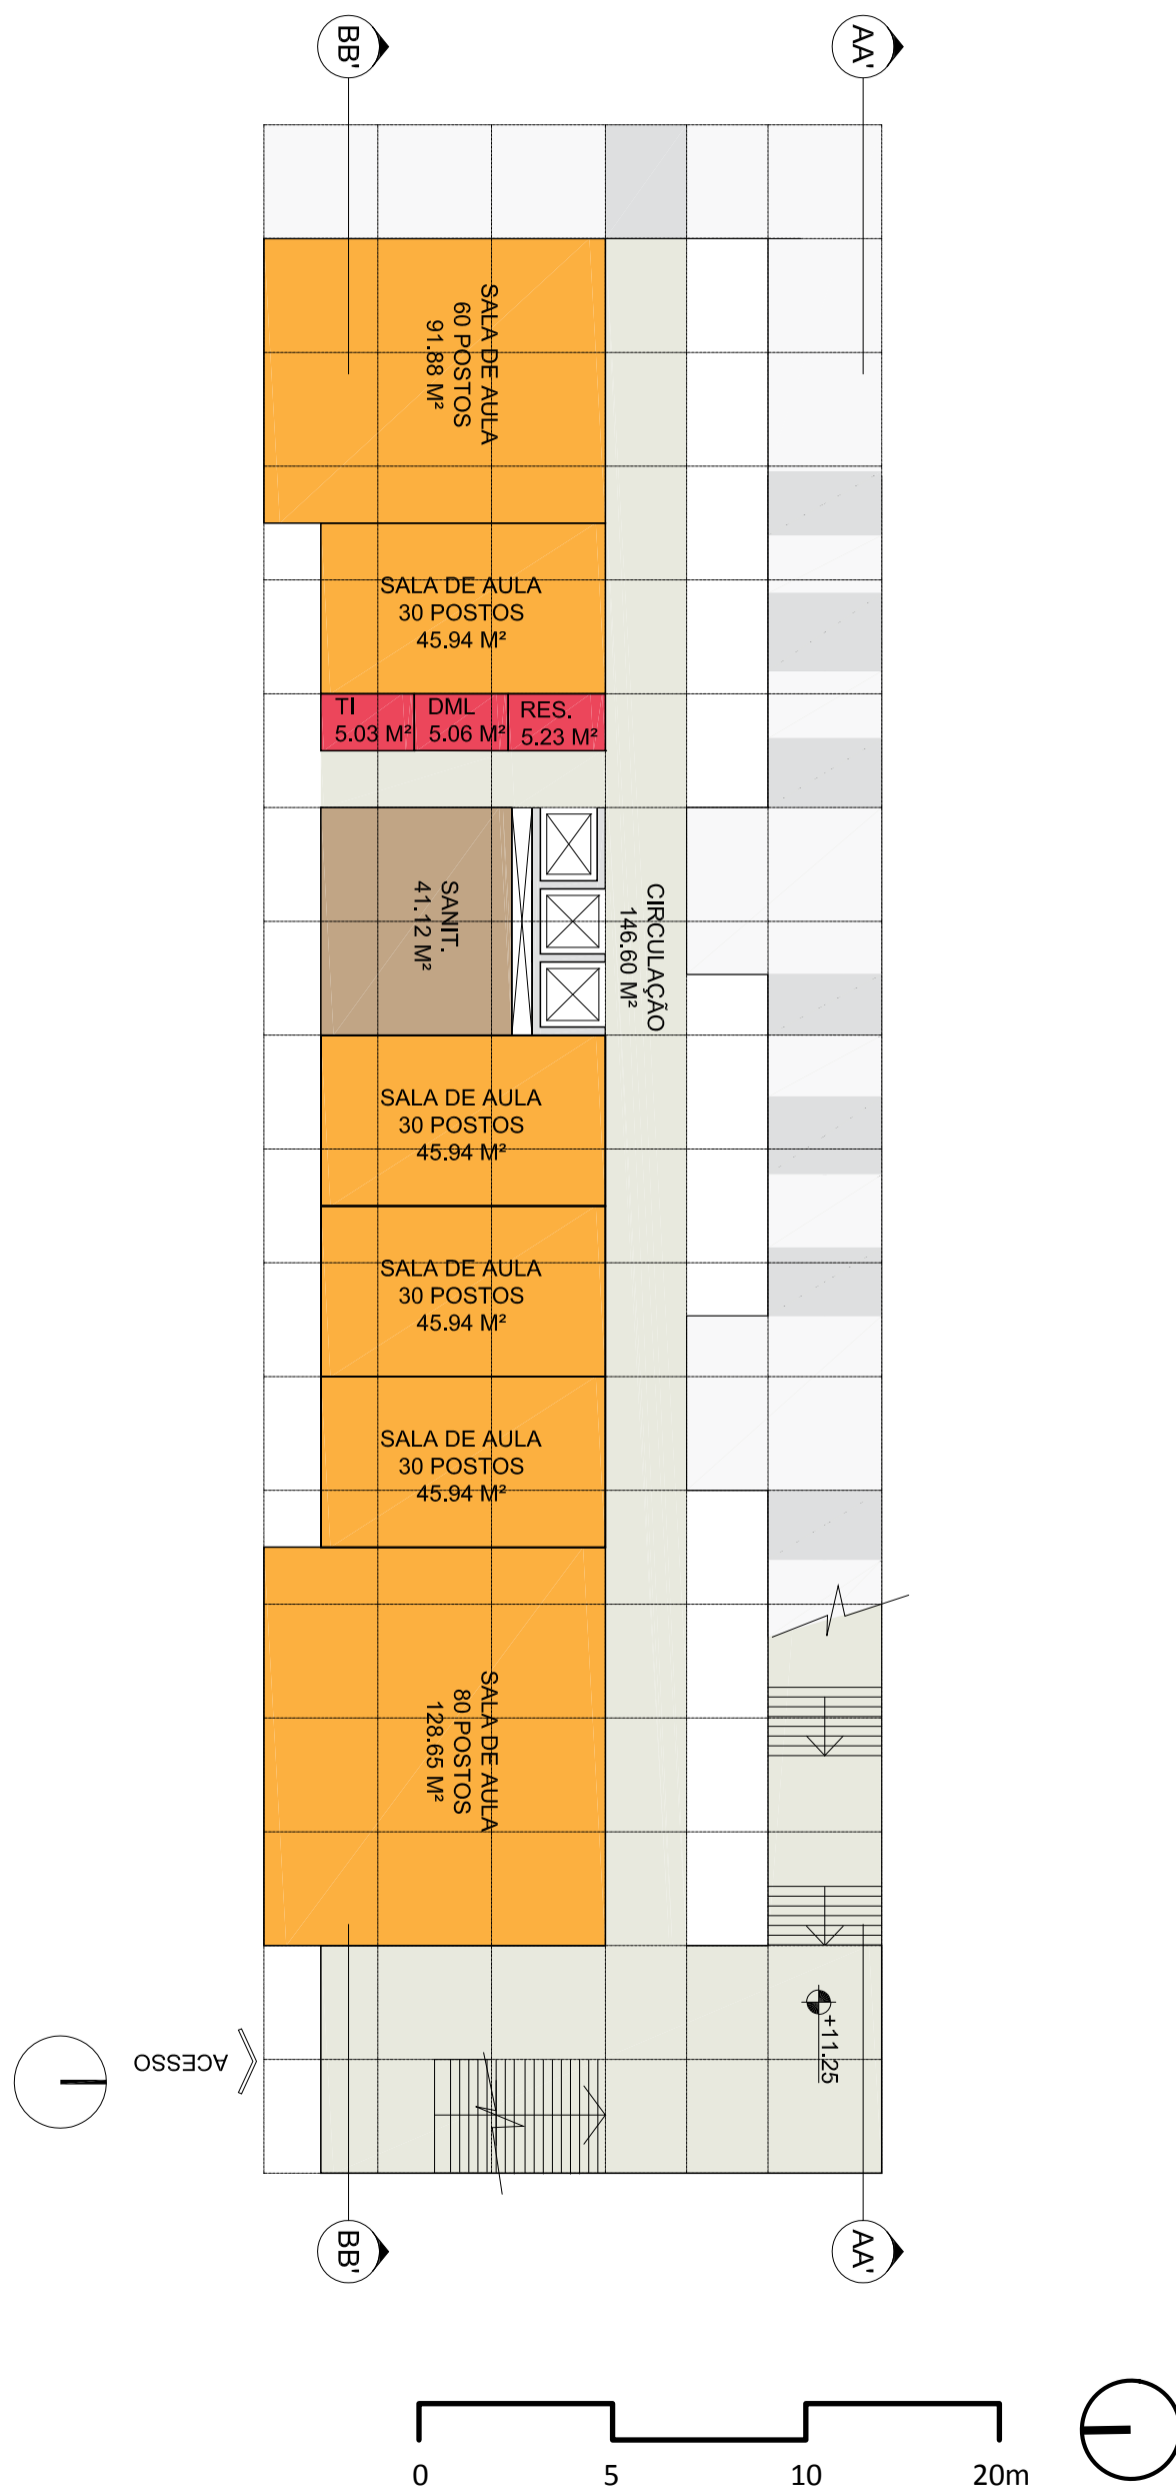 BB'
AA'
SALA DE AULA
60 POSTOS
91.88 M²
SALA DE AULA
30 POSTOS
45.94 M²
TI
5.03 M²
DML
5.06 M²
RES.
5.23 M²
SANIT.
41.12 M²
CIRCULAÇÃO
146.60 M²
SALA DE AULA
30 POSTOS
45.94 M²
SALA DE AULA
30 POSTOS
45.94 M²
SALA DE AULA
30 POSTOS
45.94 M²
SALA DE AULA
80 POSTOS
128.65 M²
+11.25
ACESSO
BB'
AA'
0 5 10 20m